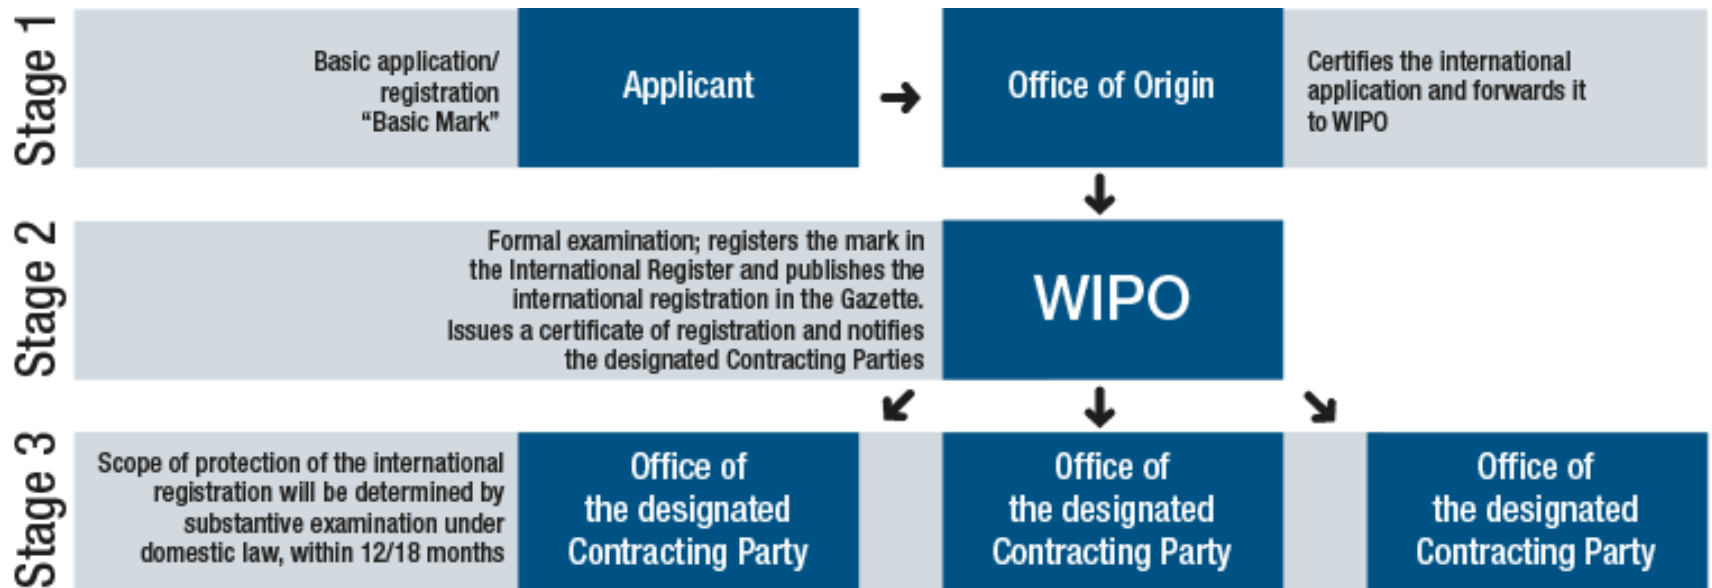 Stage 1
Basic application/
registration
“Basic Mark”
Applicant
Office of Origin
Certifies the international
application and forwards it
to WIPO
Stage 2
Formal examination; registers the mark in
the International Register and publishes the
international registration in the Gazette.
Issues a certificate of registration and notifies
the designated Contracting Parties
WIPO
Stage 3
Scope of protection of the international
registration will be determined by
substantive examination under
domestic law, within 12/18 months
Office of
the designated
Contracting Party
Office of
the designated
Contracting Party
Office of
the designated
Contracting Party